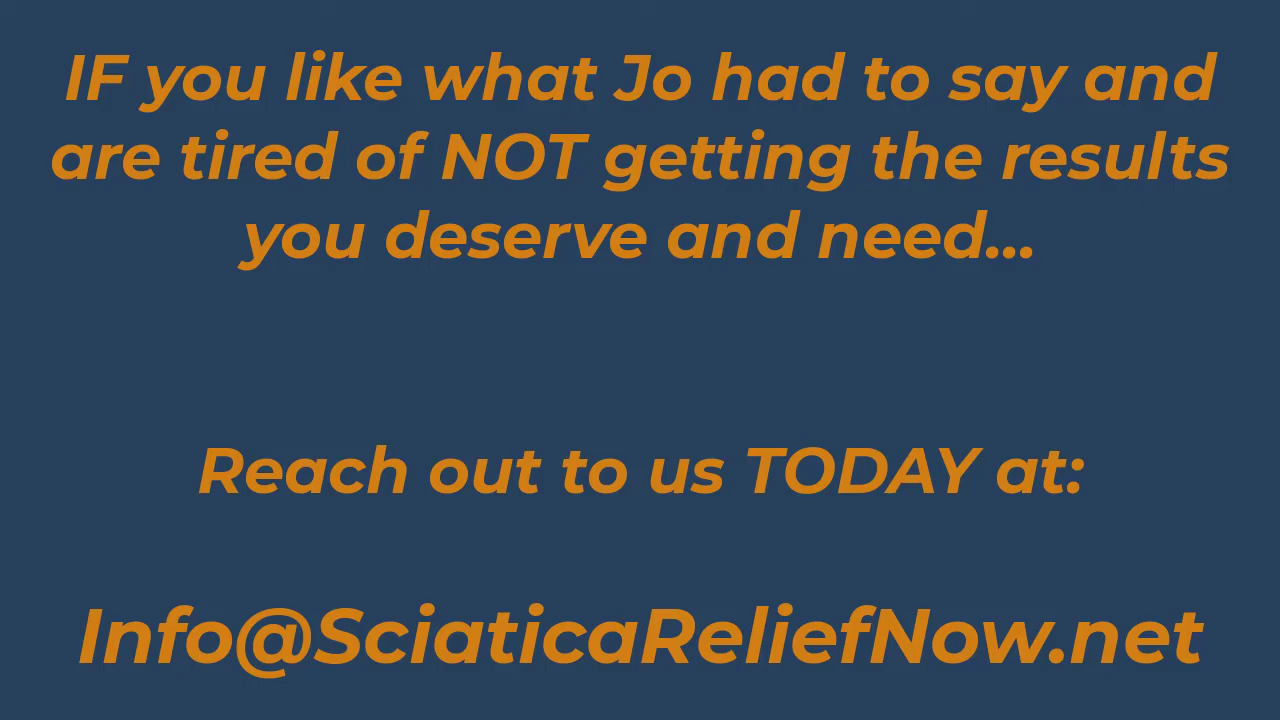 IF you like what Jo had to say and
are tired of NOT getting the results
you deserve and need...
Reach out to us TODAY at:
Info@SciaticaReliefNow.net